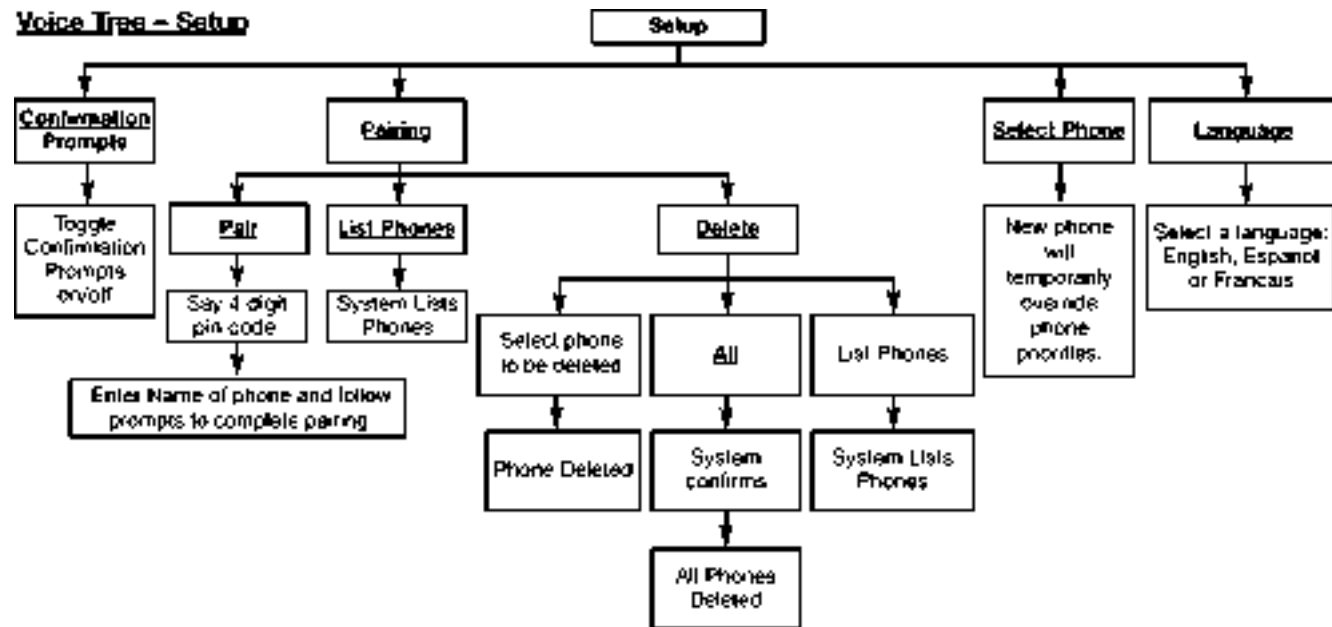 Voice Tree – Setup
Setup
Confirmation
Prompts
Pairing
Select Phone
Language
Toggle
Confirmation
Prompts
on/off
Pair
List Phones
Delete
New phone
will
temporarily
override
phone
priorities.
Select a language:
English, Espanol
or Francais
Say 4 digit
pin code
System Lists
Phones
Select phone
to be deleted
All
List Phones
Enter Name of phone and follow
prompts to complete pairing
Phone Deleted
System
confirms
System Lists
Phones
All Phones
Deleted